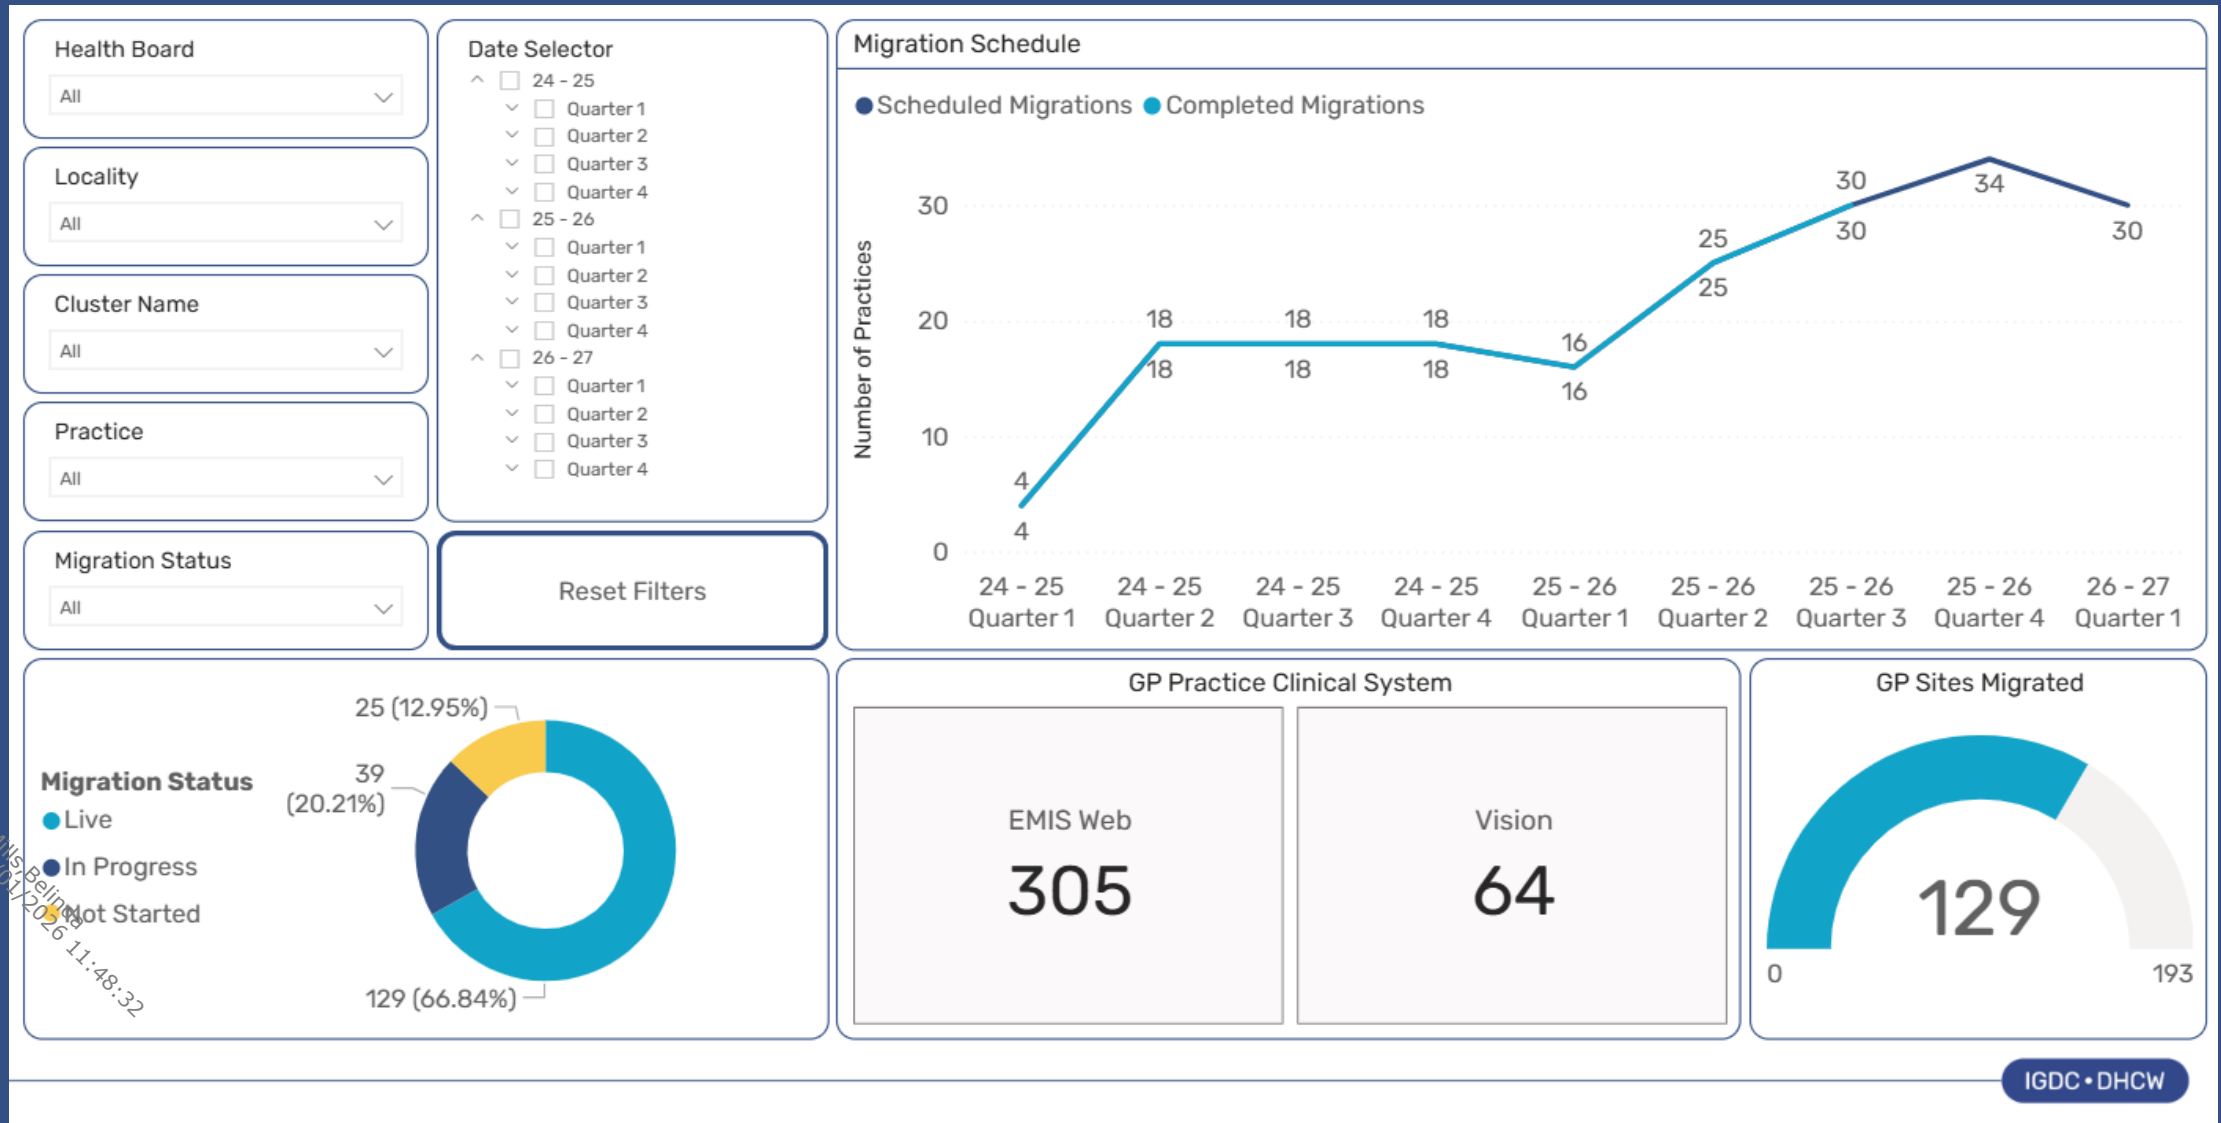 Health Board
All
Locality
All
Cluster Name
All
Practice
All
Migration Status
All
Date Selector
24 - 25
Quarter 1
Quarter 2
Quarter 3
Quarter 4
25 - 26
Quarter 1
Quarter 2
Quarter 3
Quarter 4
26 - 27
Quarter 1
Quarter 2
Quarter 3
Quarter 4
Reset Filters
Migration Schedule
Scheduled Migrations Completed Migrations
Number of Practices
30
20
10
0
4
4
18
18
18
18
18
18
16
16
25
25
30
30
34
30
24 - 25 24 - 25 24 - 25 24 - 25 25 - 26 25 - 26 25 - 26 25 - 26 26 - 27
Quarter 1 Quarter 2 Quarter 3 Quarter 4 Quarter 1 Quarter 2 Quarter 3 Quarter 4 Quarter 1
Migration Status
Live
In Progress
Not Started
25 (12.95%)
39
(20.21%)
129 (66.84%)
Belinda
/01/2026 11:48:32
GP Practice Clinical System
EMIS Web
305
Vision
64
GP Sites Migrated
129
0
193
IGDC • DHCW